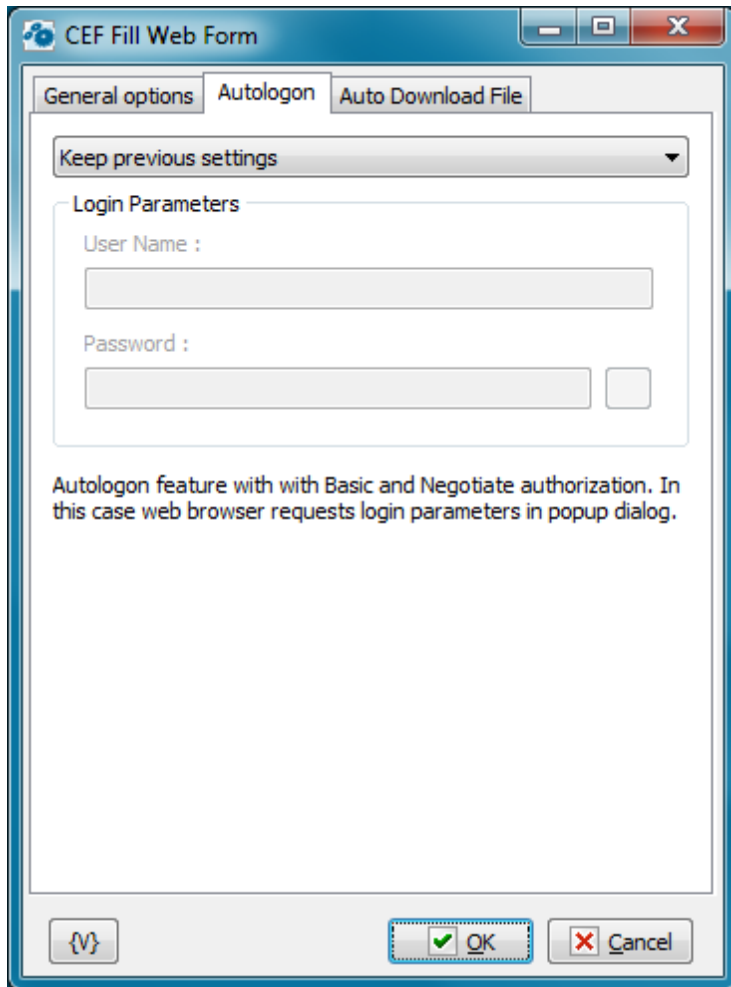 CEF Fill Web Form
General options Autologon Auto Download File
Keep previous settings
Login Parameters
User Name :
Password :
Autologon feature with with Basic and Negotiate authorization. In
this case web browser requests login parameters in popup dialog.
{V} OK Cancel